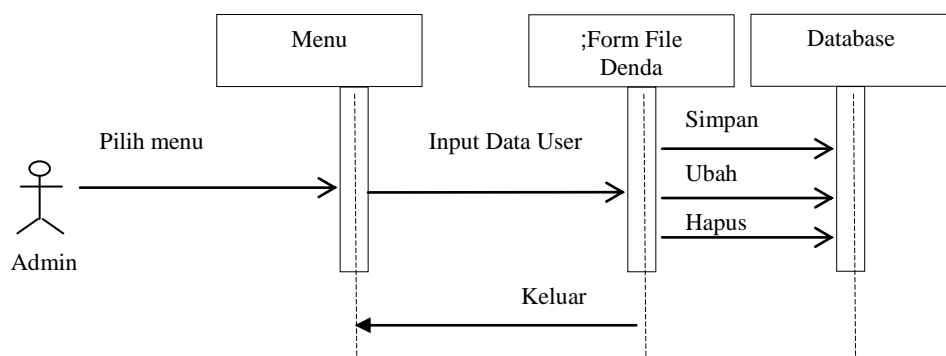 Menu
;Form File
Denda
Database
Pilih menu
Input Data User
Simpan
Ubah
Hapus
Admin
Keluar